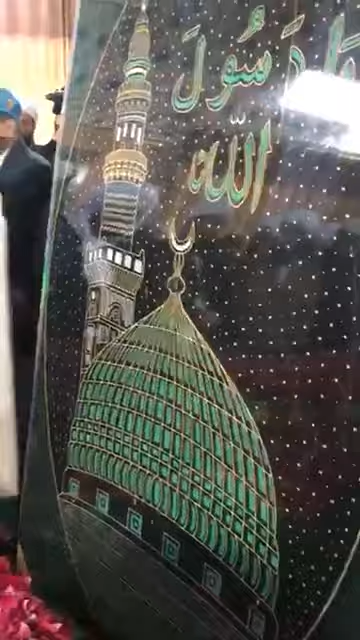 يَا رَسُولَ
اللّٰه